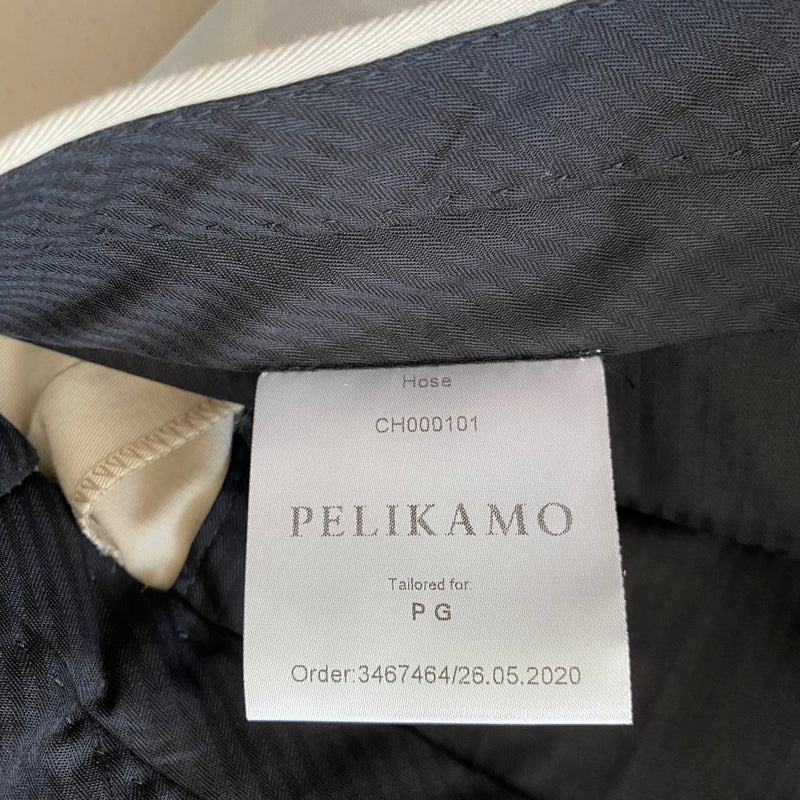 Hose
CH000101
PELIKAMO
Tailored for:
P G
Order:3467464/26.05.2020